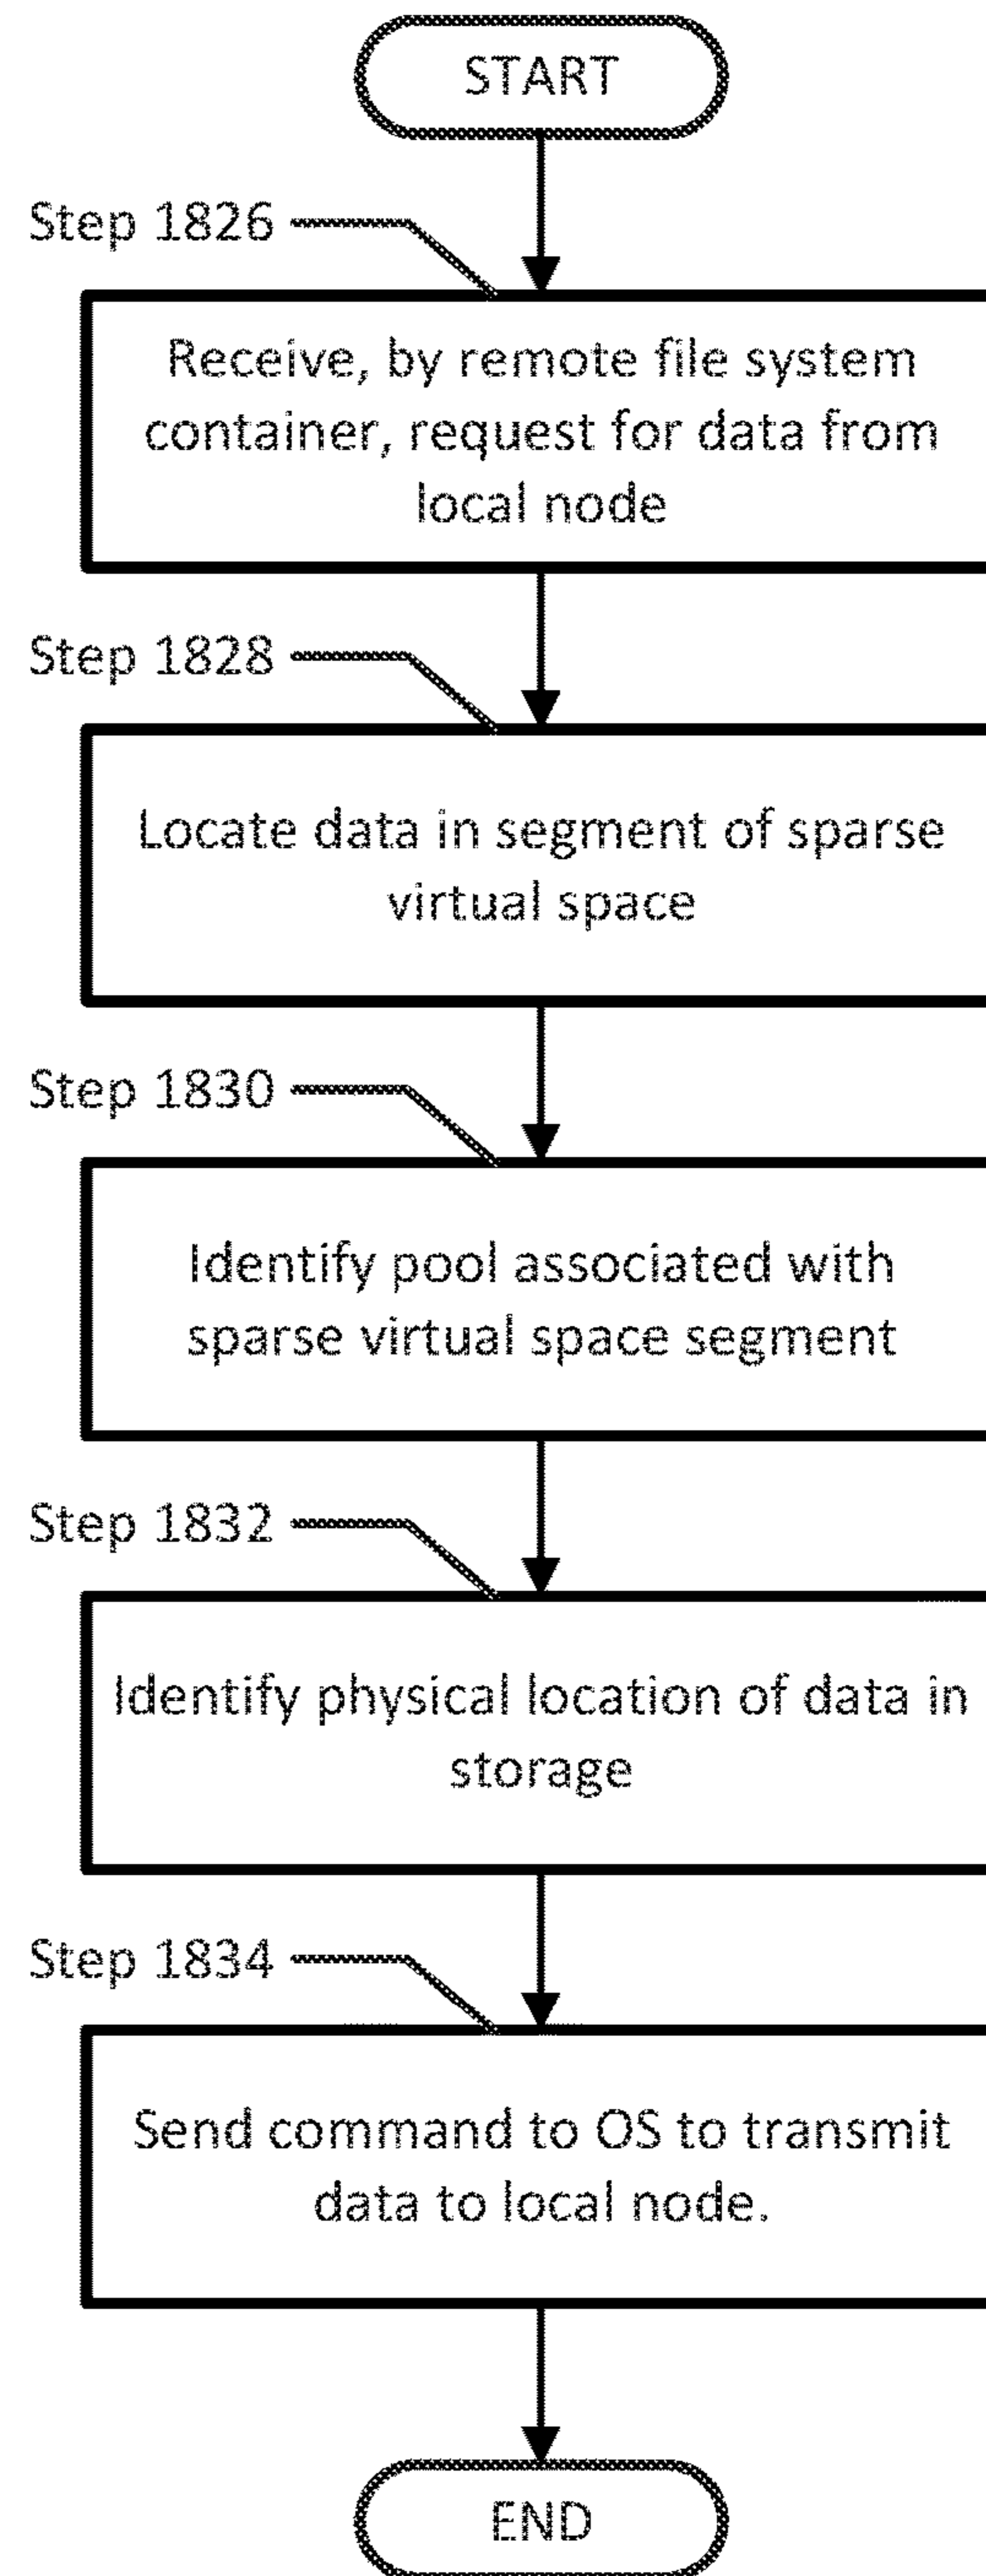 START
Step 1826
Receive, by remote file system
container, request for data from
local node
Step 1828
Locate data in segment of sparse
virtual space
Step 1830
Identify pool associated with
sparse virtual space segment
Step 1832
Identify physical location of data in
storage
Step 1834
Send command to OS to transmit
data to local node.
END